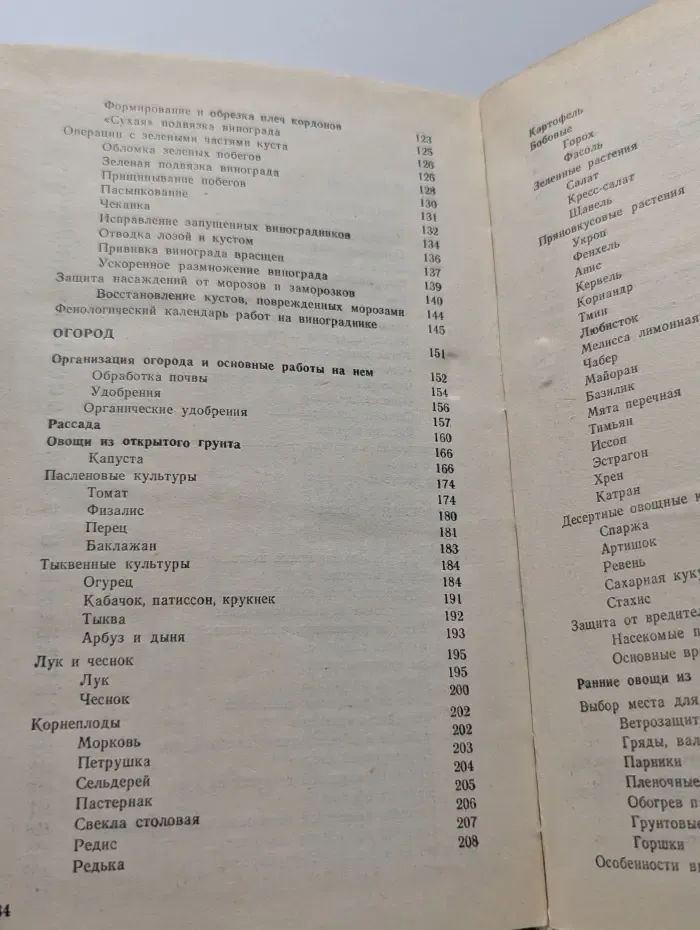 Формирование и обрезка плеч кордонов 123
«Сухая» подвязка винограда 125
Операции с зелеными частями куста 126
Обломка зеленых побегов 126
Зеленая подвязка винограда 128
Прищипывание побегов 130
Пасынкование 131
Чеканка 132
Исправление запущенных виноградников 134
Отводка лозой и кустом 136
Прививка винограда врасщеп 137
Ускоренное размножение винограда 139
Защита насаждений от морозов и заморозков 140
Восстановление кустов, поврежденных морозами 144
Фенологический календарь работ на винограднике 145
ОГОРОД 151
Организация огорода и основные работы на нем 152
Обработка почвы 154
Удобрения 156
Органические удобрения 157
Рассада 160
Овощи из открытого грунта 166
Капуста 166
Пасленовые культуры 174
Томат 174
Физалис 180
Перец 181
Баклажан 183
Тыквенные культуры 184
Огурец 184
Кабачок, патиссон, крукнек 191
Тыква 192
Арбуз и дыня 193
Лук и чеснок 195
Лук 195
Чеснок 200
Корнеплоды 202
Морковь 202
Петрушка 203
Сельдерей 204
Пастернак 205
Свекла столовая 206
Редис 207
Редька 208
34
Картофель
Бобовые
Горох
Фасоль
Зеленные растения
Салат
Кресс-салат
Щавель
Пряновкусовые растения
Укроп
Фенхель
Анис
Кервель
Кориандр
Тмин
Любисток
Мелисса лимонная
Чабер
Майоран
Базилик
Мята перечная
Тимьян
Иссоп
Эстрагон
Хрен
Катран
Десертные овощные к
Спаржа
Артишок
Ревень
Сахарная куку
Стахис
Защита от вредител
Насекомые п
Основные вр
Ранние овощи из
Выбор места для
Ветрозащит
Гряды, вал
Парники
Пленочные
Обогрев п
Грунтовые
Горшки
Особенности в